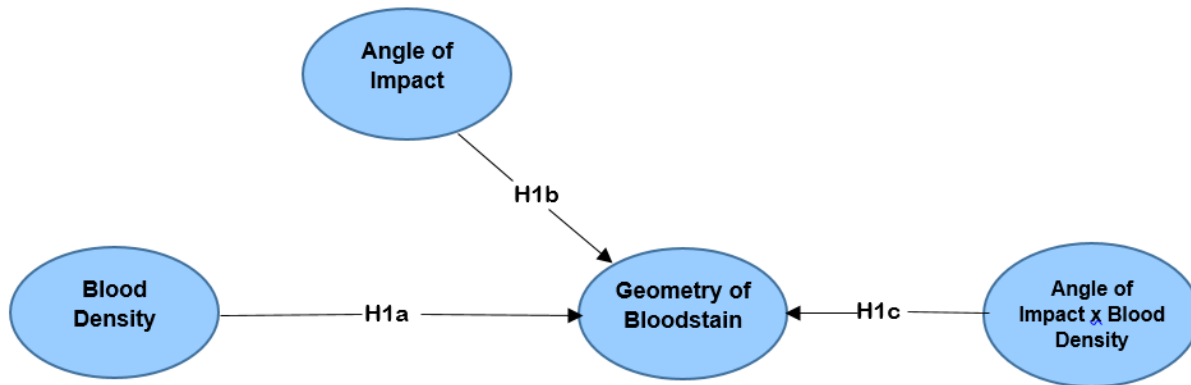 Angle of
Impact
H1b
Blood
Density
H1a
Geometry of
Bloodstain
H1c
Angle of
Impact x Blood
Density